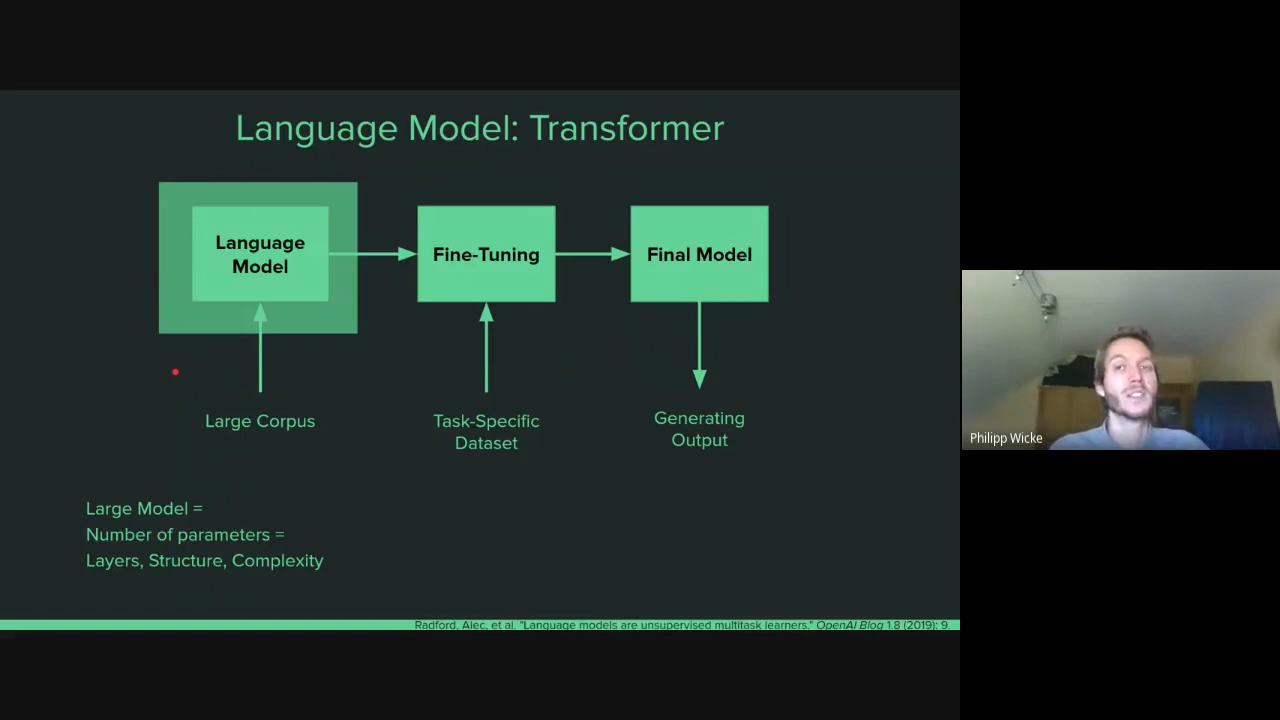 Language Model: Transformer
Language
Model
Fine-Tuning
Final Model
Large Corpus
Task-Specific
Dataset
Generating
Output
Large Model =
Number of parameters =
Layers, Structure, Complexity
Radford, Alec, et al. "Language models are unsupervised multitask learners." OpenAI Blog 1.8 (2019): 9.
Philipp Wicke